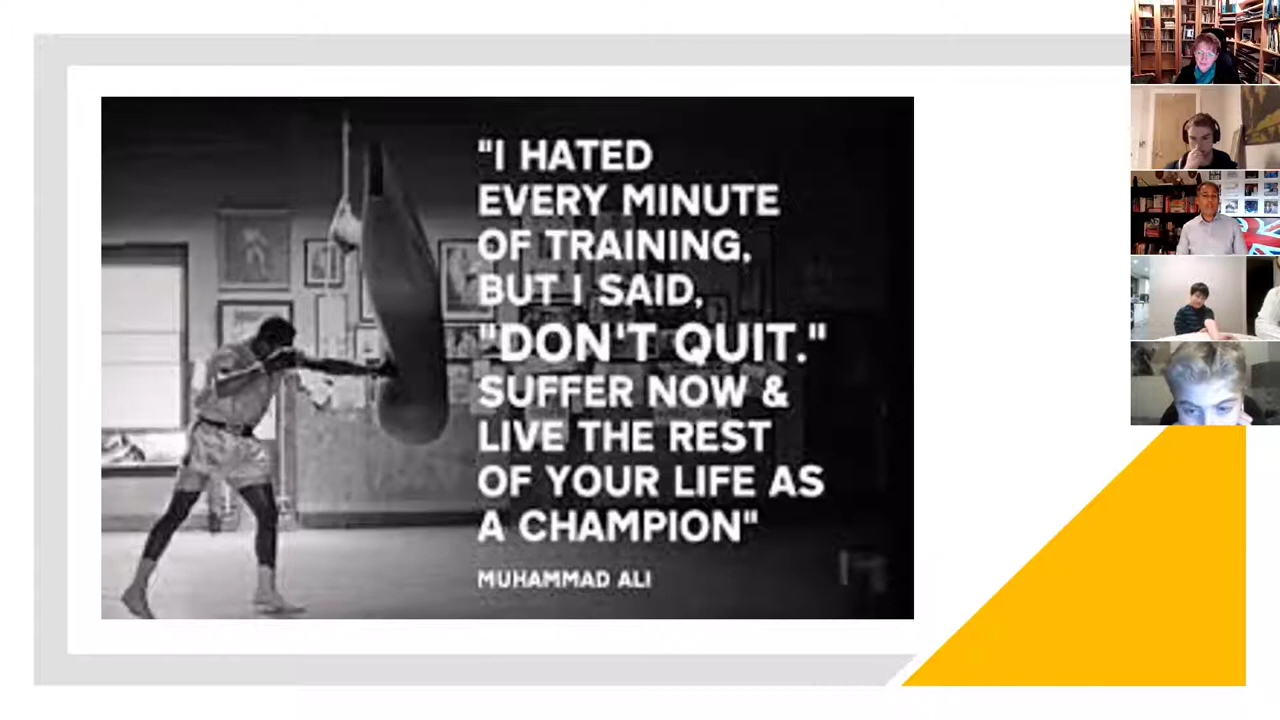 "I HATED
EVERY MINUTE
OF TRAINING,
BUT I SAID,
"DON'T QUIT."
SUFFER NOW &
LIVE THE REST
OF YOUR LIFE AS
A CHAMPION"
MUHAMMAD ALI